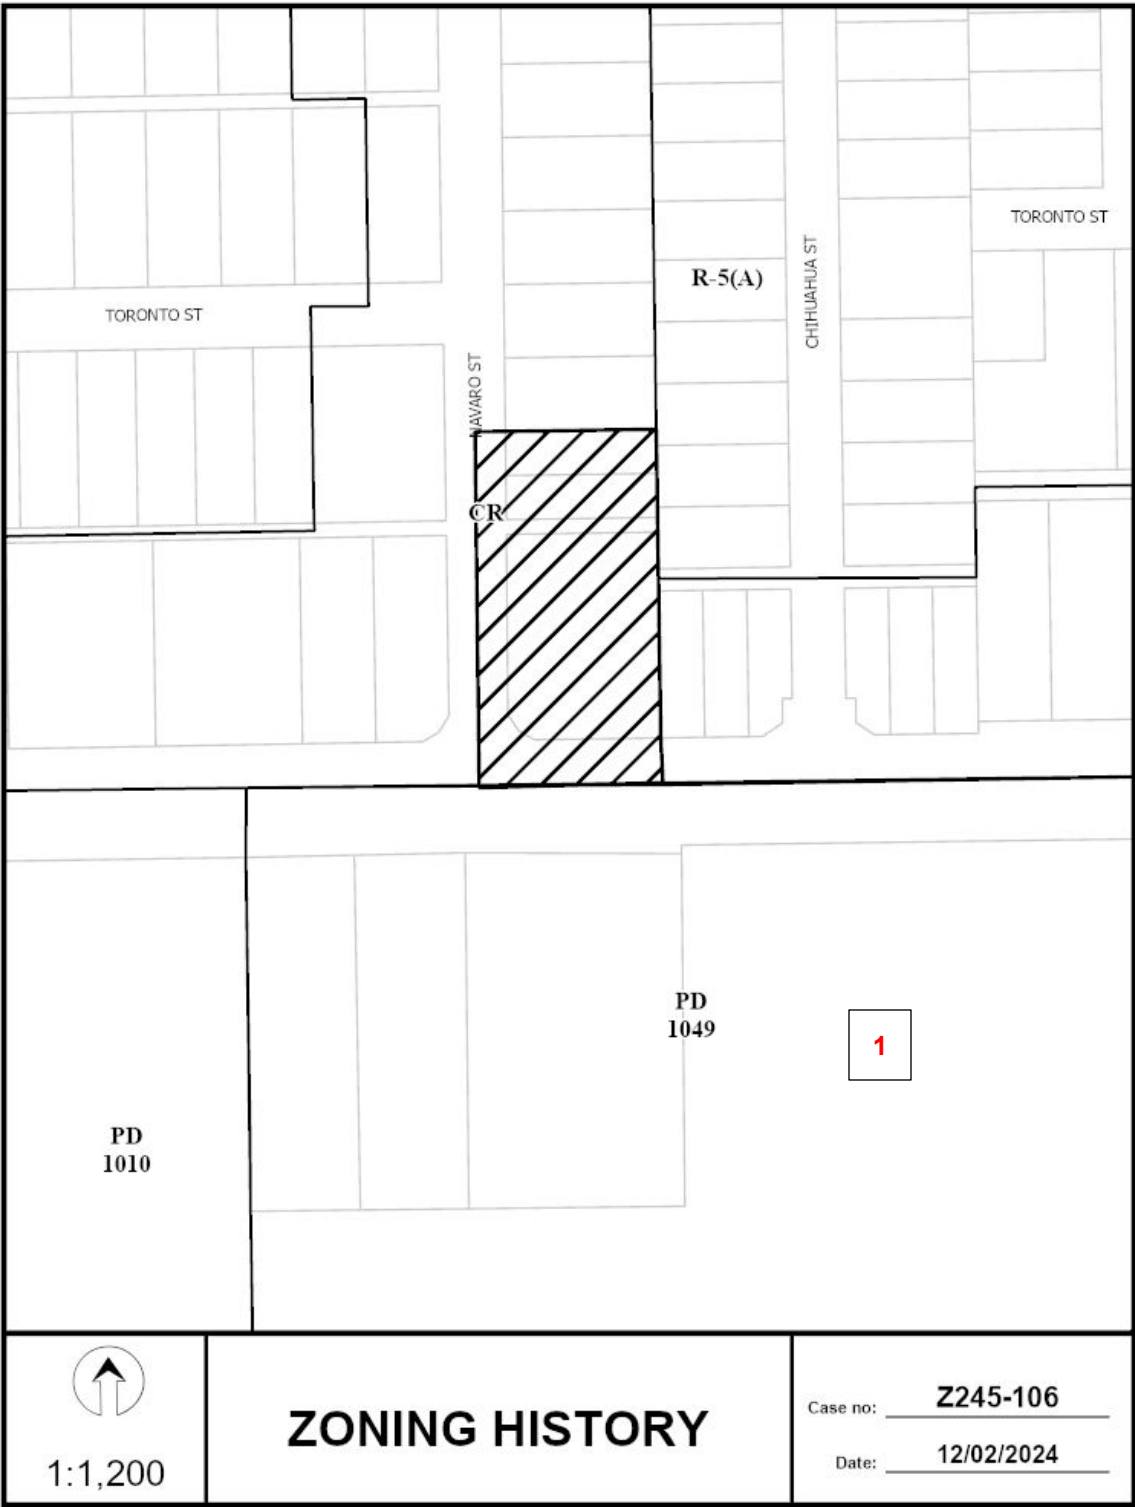 TORONTO ST
R-5(A)
CHIHUAHUA ST
TORONTO ST
NAVARO ST
CR
PD
1049
1
PD
1010
1:1,200
ZONING HISTORY
Case no: Z245-106
Date: 12/02/2024